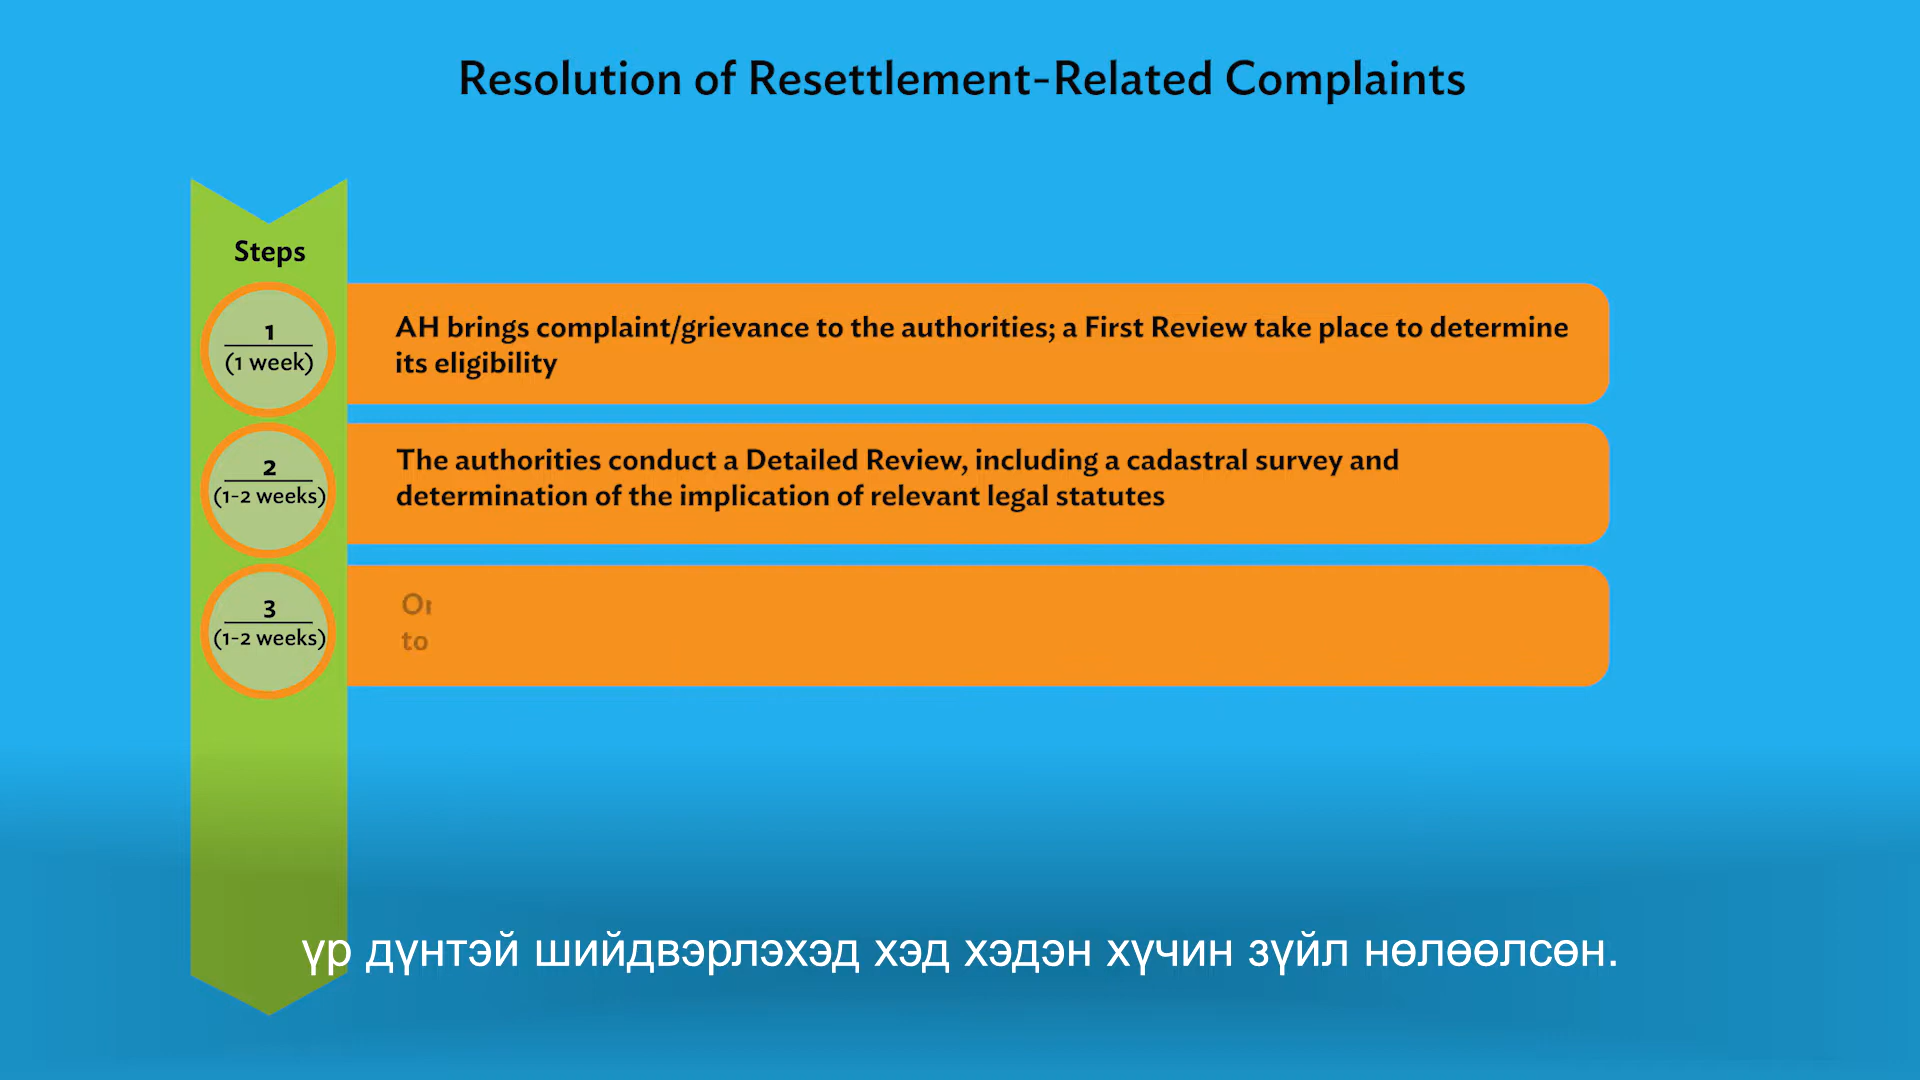 Resolution of Resettlement-Related Complaints
Steps
1
(1 week)
AH brings complaint/grievance to the authorities; a First Review take place to determine
its eligibility
2
(1-2 weeks)
The authorities conduct a Detailed Review, including a cadastral survey and
determination of the implication of relevant legal statutes
3
(1-2 weeks)
to
үр дүнтэй шийдвэрлэхэд хэд хэдэн хүчин зүйл нөлөөлсөн.